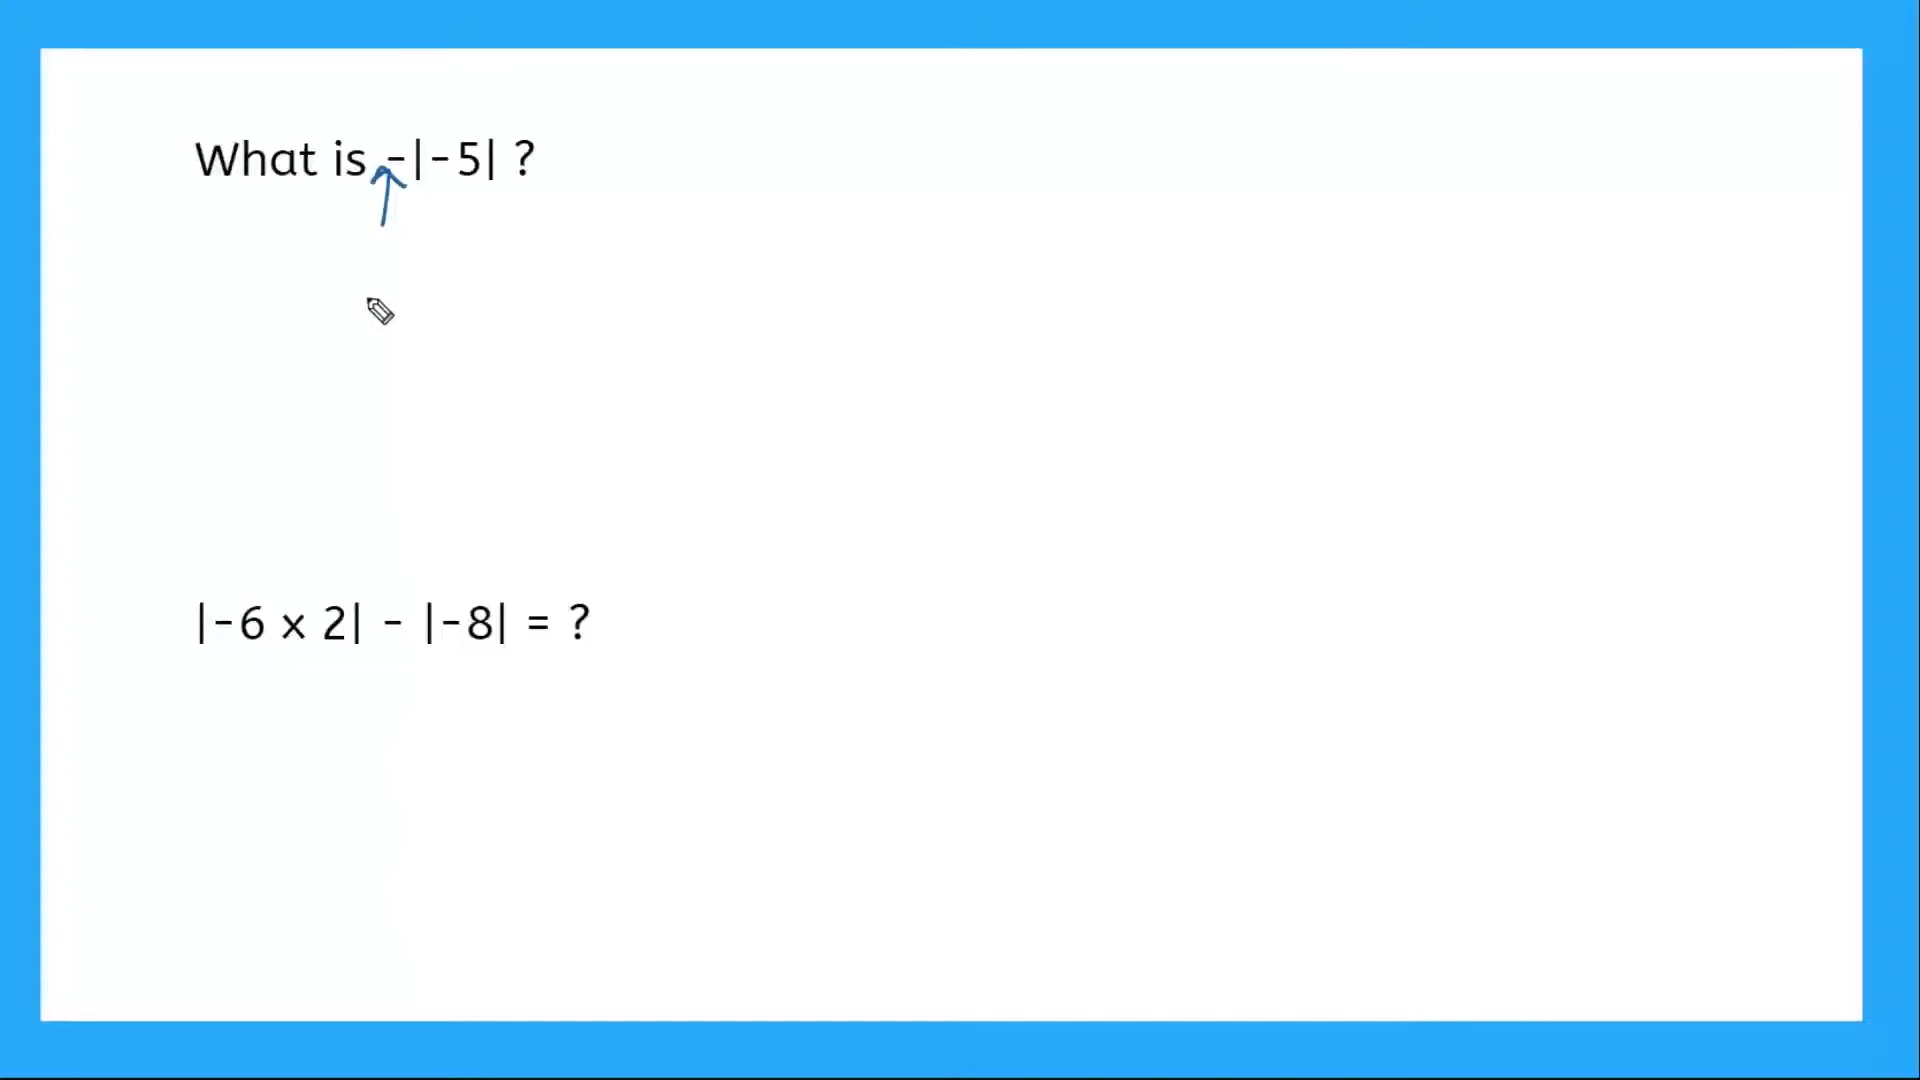 What is -|-5| ?
|-6 x 2| - |-8| = ?